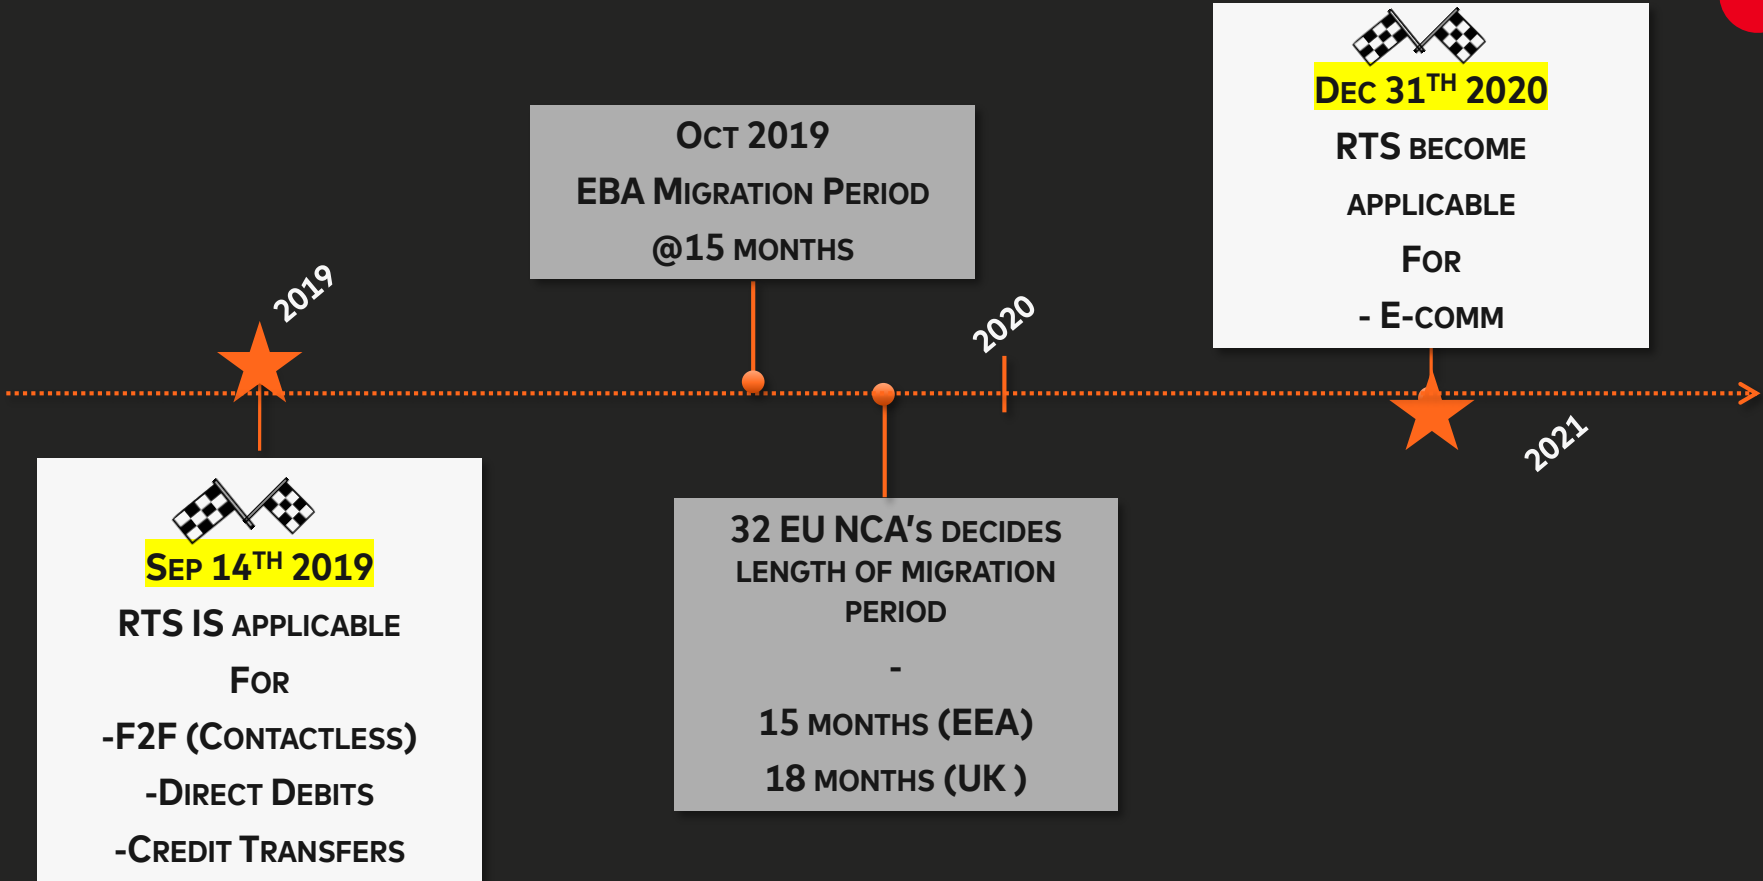 2019
Sep 14TH 2019
RTS IS applicable
For
-F2F (Contactless)
-Direct Debits
-Credit Transfers
Oct 2019
EBA Migration Period
@15 months
32 EU NCA's decides
length of migration
period
-
15 months (EEA)
18 months (UK )
2020
Dec 31TH 2020
RTS become
applicable
For
- E-comm
2021